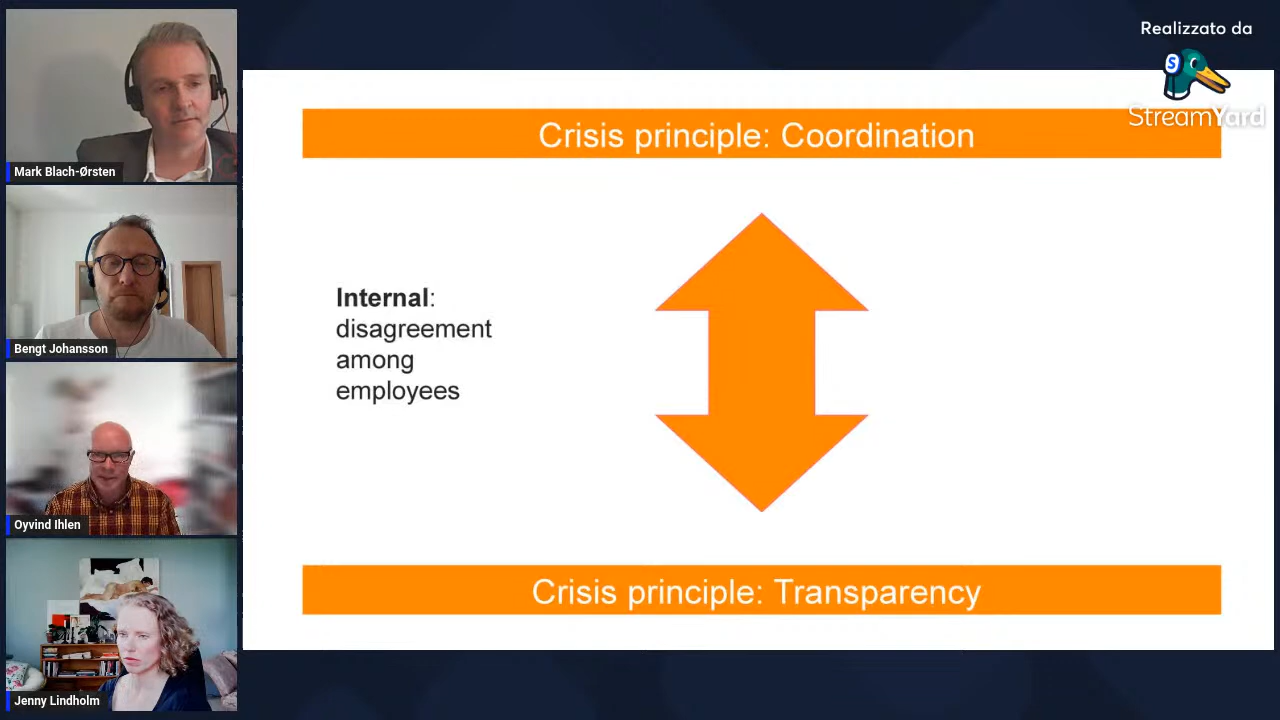 Mark Blach-Ørsten
Bengt Johansson
Oyvind Ihlen
Jenny Lindholm
Crisis principle: Coordination
Internal:
disagreement
among
employees
Crisis principle: Transparency
Realizzato da
S
StreamYard